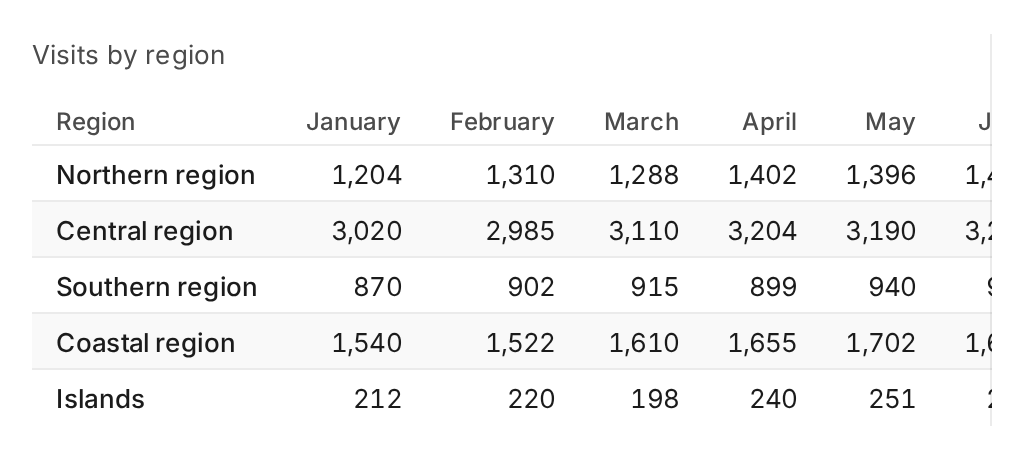 Visits by region
Region January February March April May
Northern region 1,204 1,310 1,288 1,402 1,396
Central region 3,020 2,985 3,110 3,204 3,190
Southern region 870 902 915 899 940
Coastal region 1,540 1,522 1,610 1,655 1,702
Islands 212 220 198 240 251